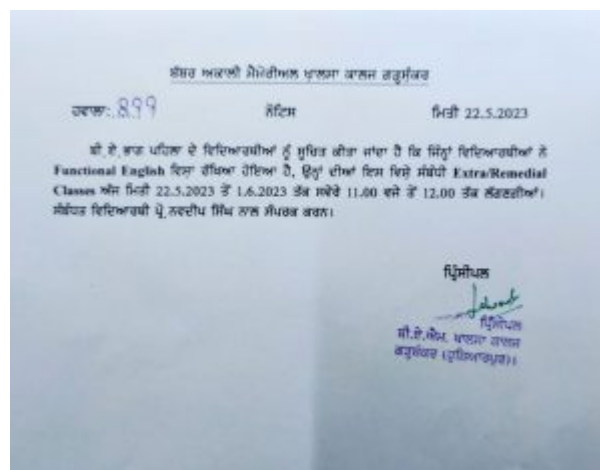 ਬੱਬਰ ਅਕਾਲੀ ਮੈਮੋਰੀਅਲ ਖ਼ਾਲਸਾ ਕਾਲਜ ਗੜ੍ਹਸ਼ੰਕਰ
ਹਵਾਲਾ: 899 ਨੋਟਿਸ ਮਿਤੀ 22.5.2023
ਬੀ.ਏ.ਭਾਗ ਪਹਿਲਾ ਦੇ ਵਿਦਿਆਰਥੀਆਂ ਨੂੰ ਸੂਚਿਤ ਕੀਤਾ ਜਾਂਦਾ ਹੈ ਕਿ ਜਿੰਨ੍ਹਾਂ ਵਿਦਿਆਰਥੀਆਂ ਨੇ
Functional English ਵਿਸ਼ਾ ਰੱਖਿਆ ਹੋਇਆ ਹੈ, ਉਨ੍ਹਾਂ ਦੀਆਂ ਇਸ ਵਿਸ਼ੇ ਸੰਬੰਧੀ Extra/Remedial
Classes ਅੱਜ ਮਿਤੀ 22.5.2023 ਤੋਂ 1.6.2023 ਤੱਕ ਸਵੇਰੇ 11.00 ਵਜੇ ਤੋਂ 12.00 ਤੱਕ ਲੱਗਣਗੀਆਂ।
ਸੰਬੰਧਤ ਵਿਦਿਆਰਥੀ ਪ੍ਰੋ.ਨਵਦੀਪ ਸਿੰਘ ਨਾਲ ਸੰਪਰਕ ਕਰਨ।
ਪ੍ਰਿੰਸੀਪਲ
ਪ੍ਰਿੰਸੀਪਲ
ਬੀ.ਏ.ਐਮ. ਖਾਲਸਾ ਕਾਲਜ
ਗੜ੍ਹਸ਼ੰਕਰ (ਹੁਸ਼ਿਆਰਪੁਰ)।